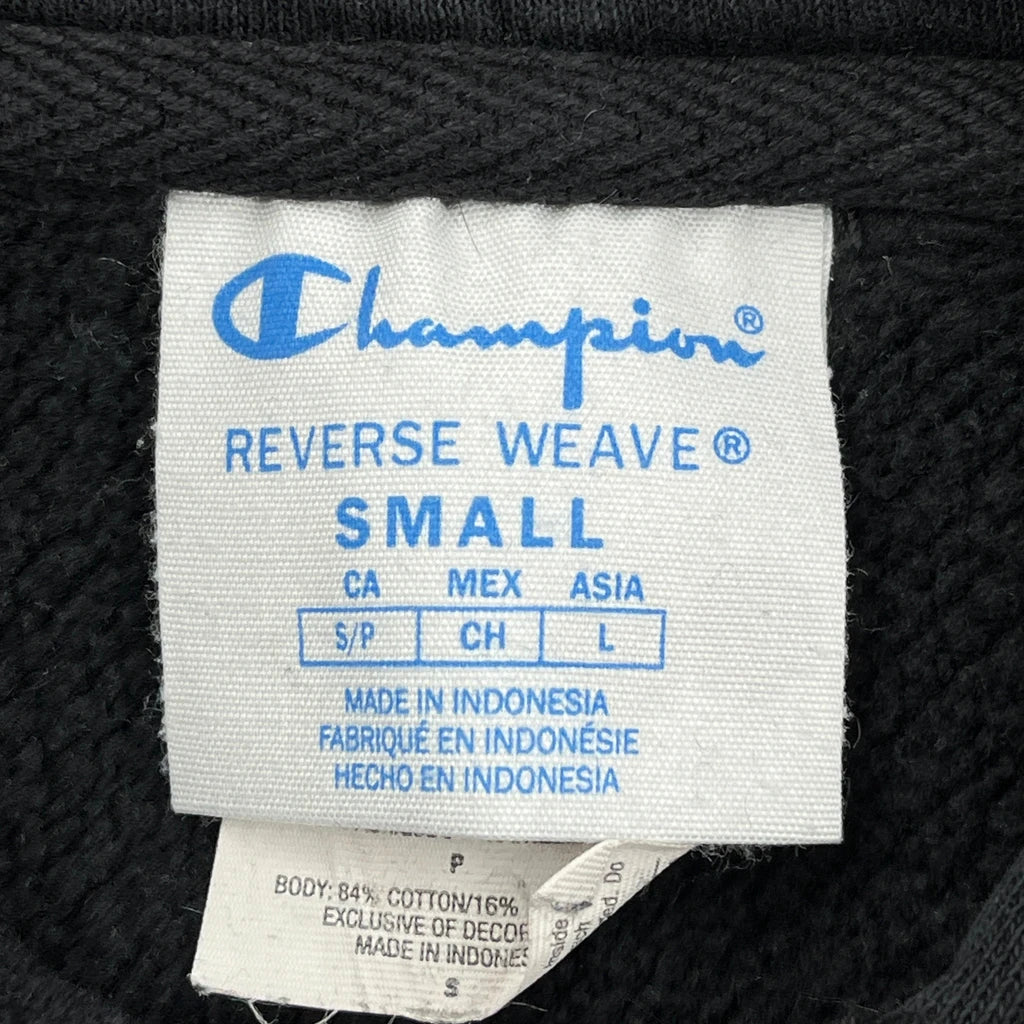 Champion®
REVERSE WEAVE®
SMALL
CA MEX ASIA
S/P CH L
MADE IN INDONESIA
FABRIQUÉ EN INDONÉSIE
HECHO EN INDONESIA
P
BODY: 84% COTTON/16%
EXCLUSIVE OF DECOR
MADE IN INDONES
S
Do